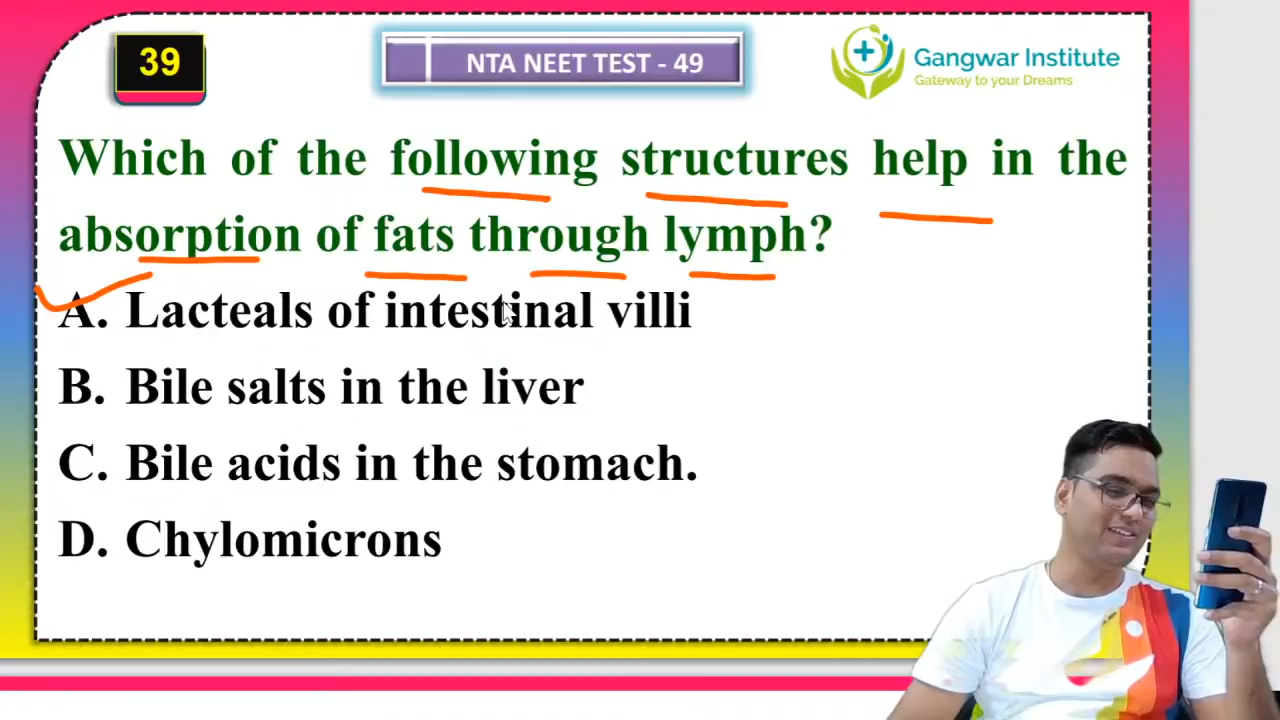 39
NTA NEET TEST - 49
Gangwar Institute
Gateway to your Dreams
Which of the following structures help in the
absorption of fats through lymph?
A. Lacteals of intestinal villi
B. Bile salts in the liver
C. Bile acids in the stomach.
D. Chylomicrons